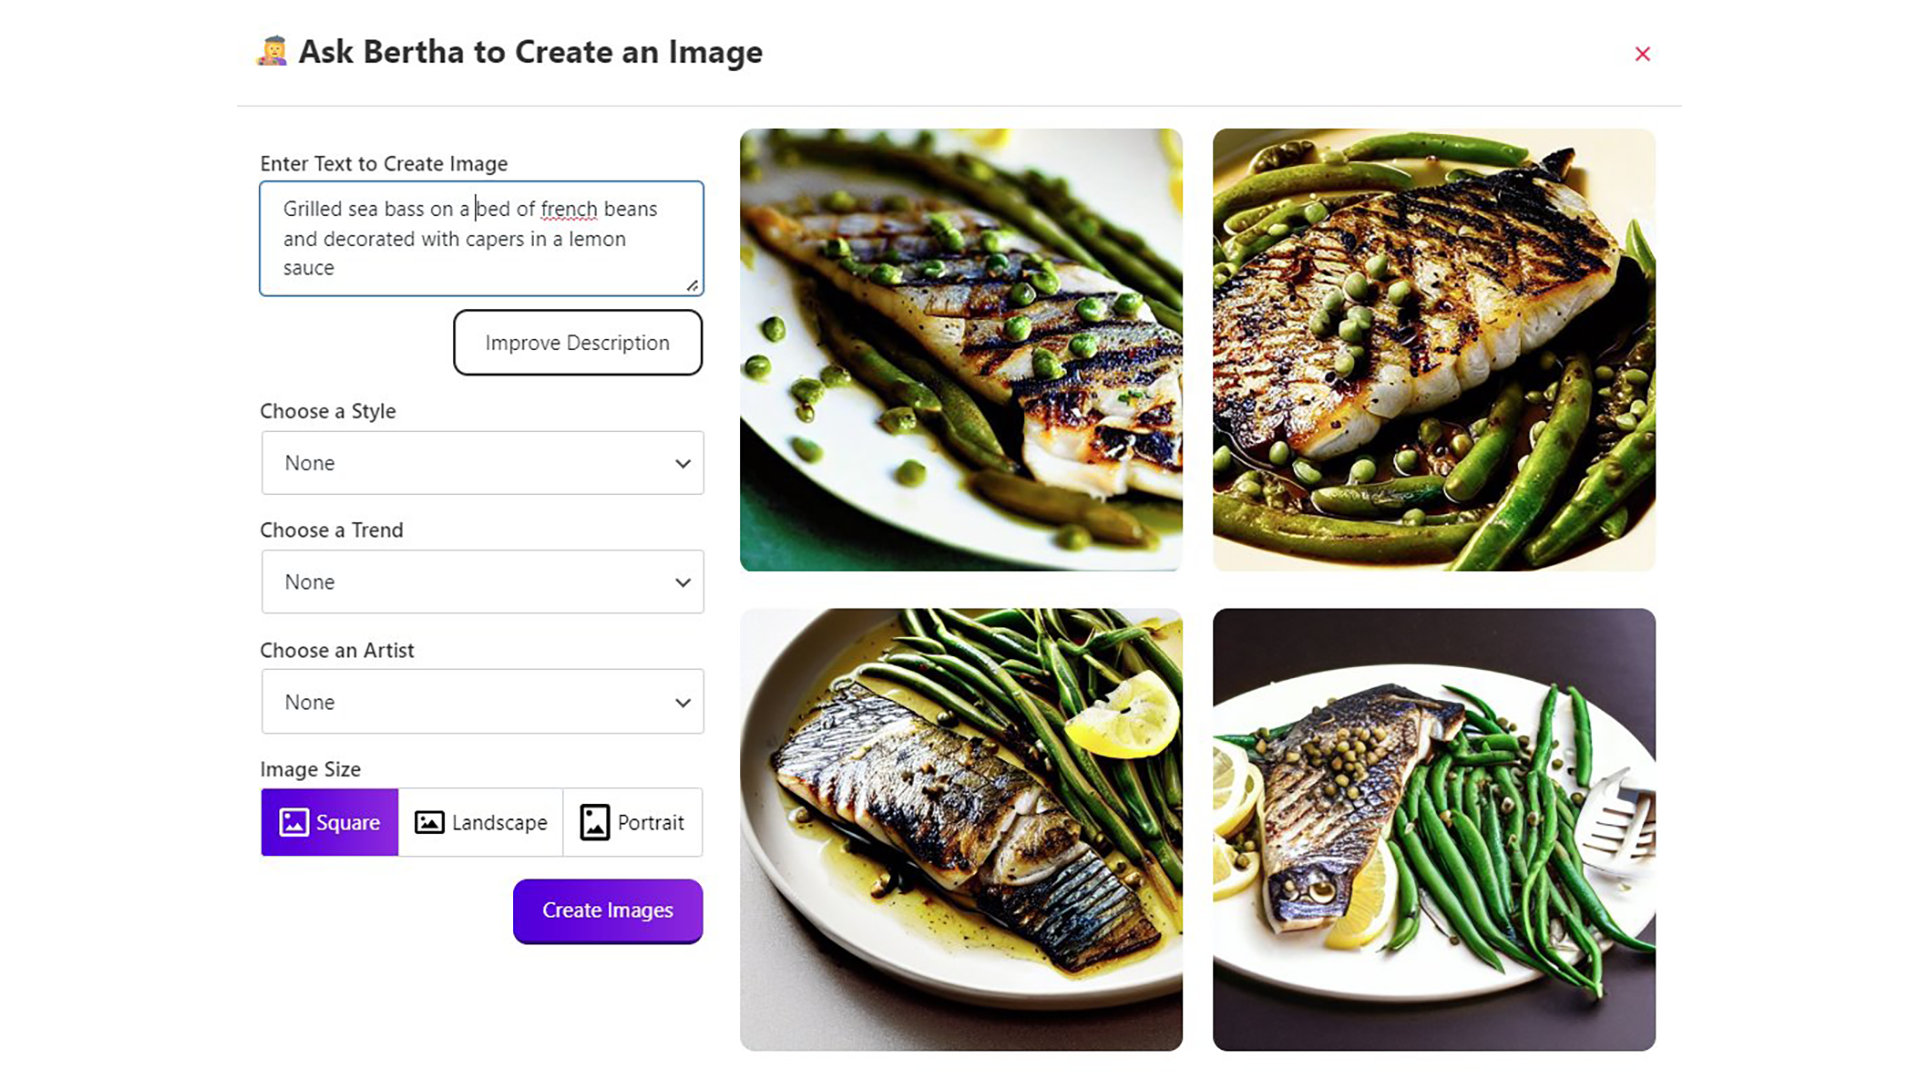 Ask Bertha to Create an Image
Enter Text to Create Image
Grilled sea bass on a bed of french beans
and decorated with capers in a lemon
sauce
Improve Description
Choose a Style
None
Choose a Trend
None
Choose an Artist
None
Image Size
Square
Landscape
Portrait
Create Images